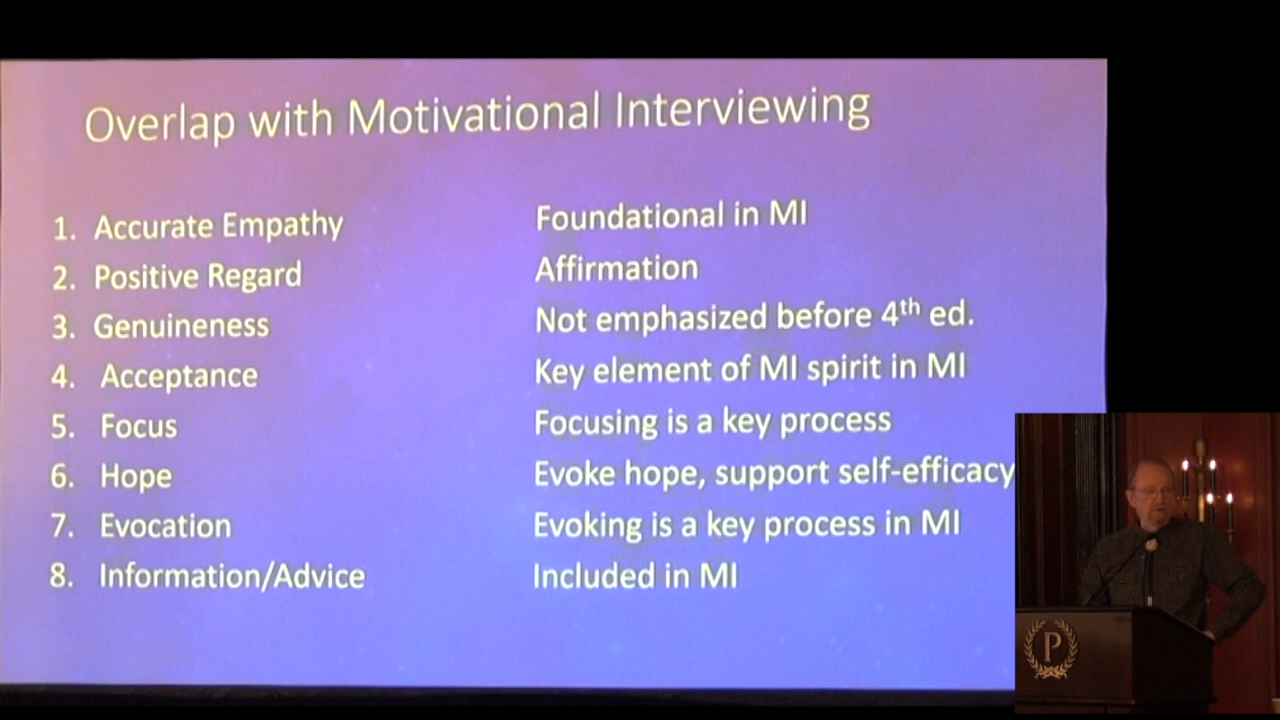 Overlap with Motivational Interviewing
1. Accurate Empathy Foundational in MI
2. Positive Regard Affirmation
3. Genuineness Not emphasized before 4th ed.
4. Acceptance Key element of MI spirit in MI
5. Focus Focusing is a key process
6. Hope Evoke hope, support self-efficacy
7. Evocation Evoking is a key process in MI
8. Information/Advice Included in MI
P